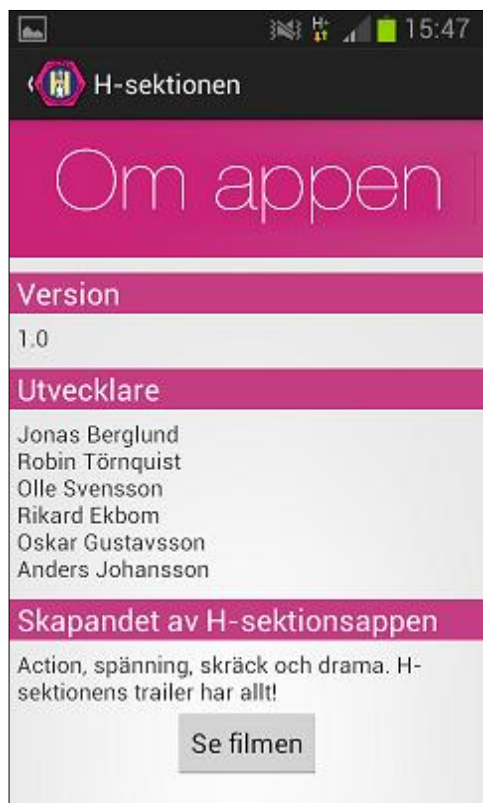 H+ 15:47
H-sektionen
Om appen
Version
1.0
Utvecklare
Jonas Berglund
Robin Törnquist
Olle Svensson
Rikard Ekbom
Oskar Gustavsson
Anders Johansson
Skapandet av H-sektionsappen
Action, spänning, skräck och drama. H-
sektionens trailer har allt!
Se filmen